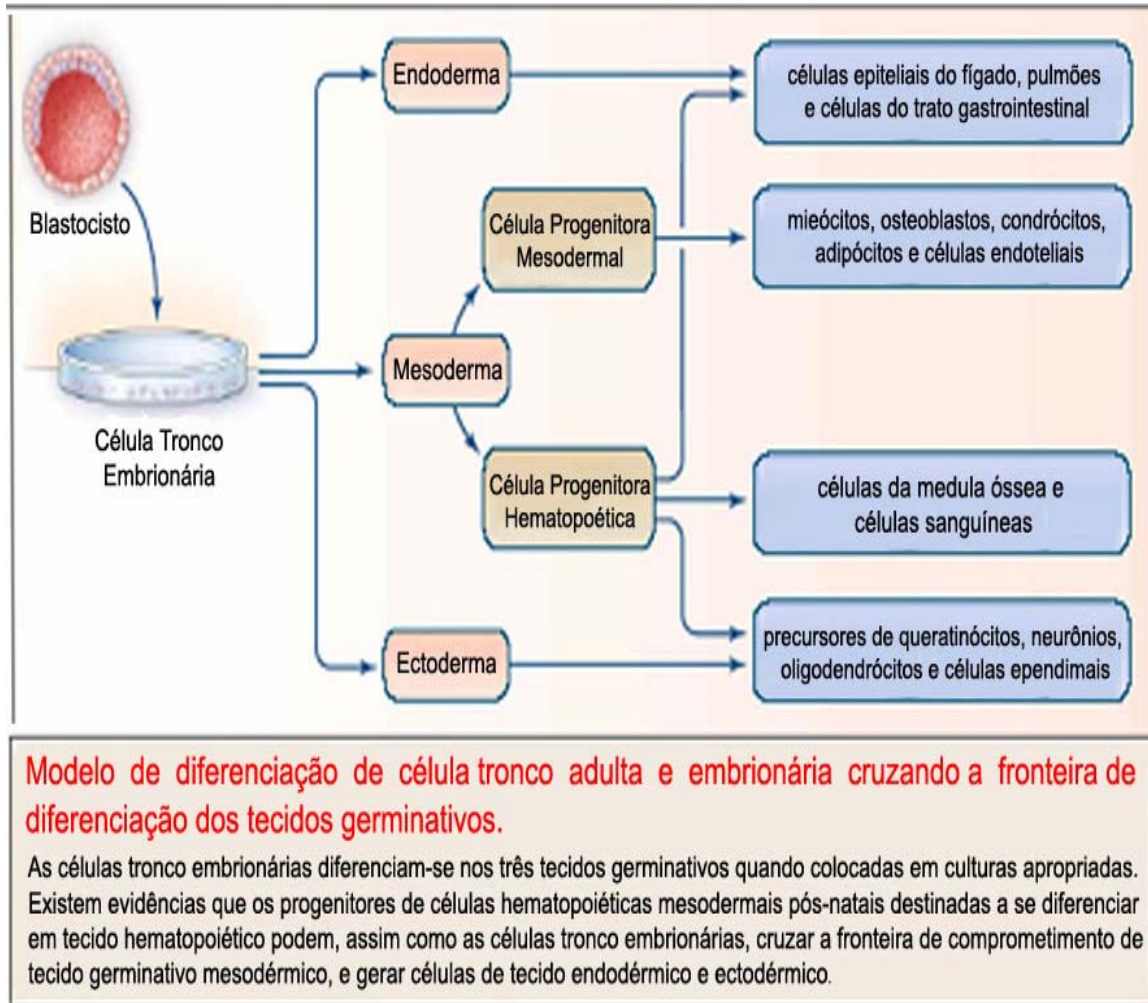 Endoderma
células epiteliais do fígado, pulmões
e células do trato gastrointestinal
Blastocisto
Célula Progenitora
Mesodermal
mieócitos, osteoblastos, condrócitos,
adipócitos e células endoteliais
Mesoderma
Célula Tronco
Embrionária
Célula Progenitora
Hematopoética
células da medula óssea e
células sanguíneas
Ectoderma
precursores de queratinócitos, neurônios,
oligodendrócitos e células ependimais
Modelo de diferenciação de célula tronco adulta e embrionária cruzando a fronteira de
diferenciação dos tecidos germinativos.
As células tronco embrionárias diferenciam-se nos três tecidos germinativos quando colocadas em culturas apropriadas.
Existem evidências que os progenitores de células hematopoiéticas mesodermais pós-natais destinadas a se diferenciar
em tecido hematopoiético podem, assim como as células tronco embrionárias, cruzar a fronteira de comprometimento de
tecido germinativo mesodérmico, e gerar células de tecido endodérmico e ectodérmico.